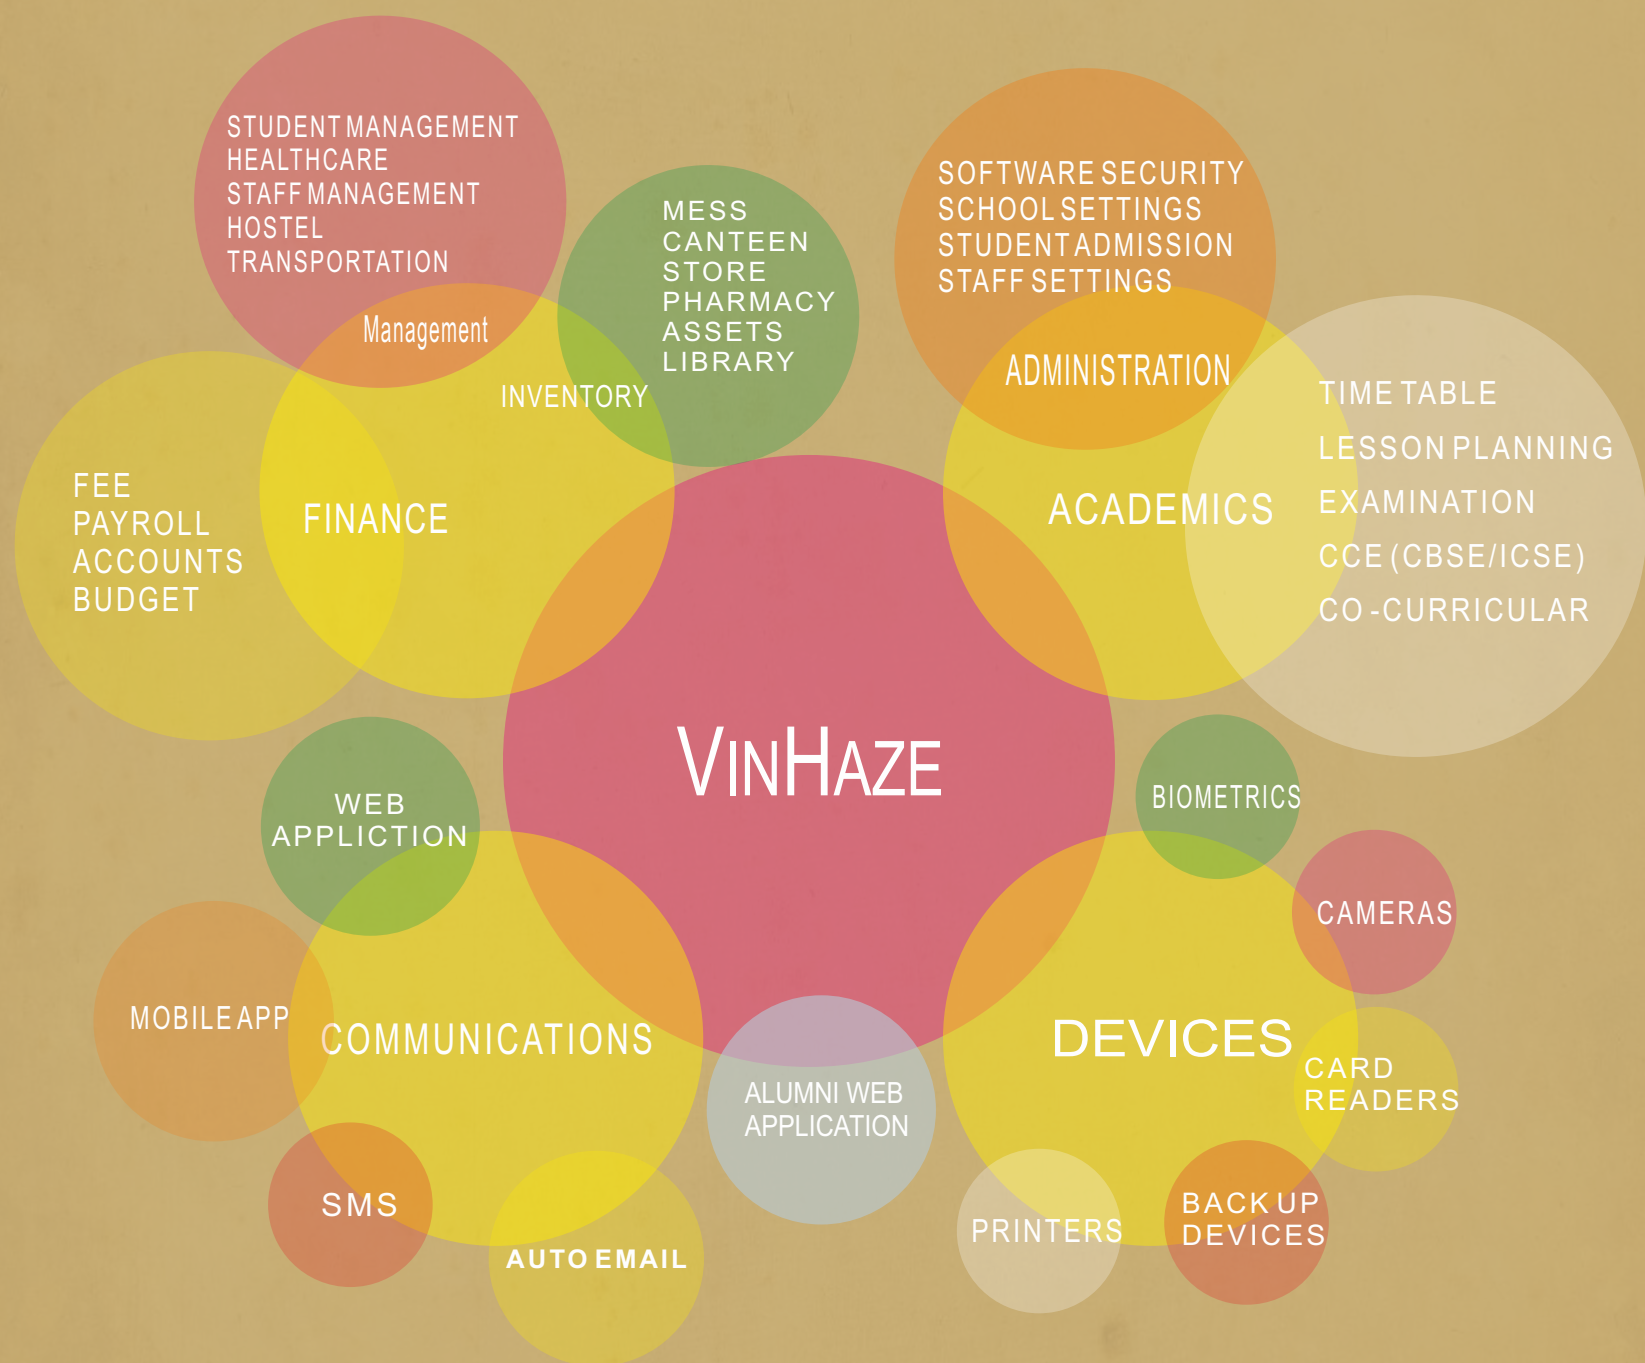 STUDENT MANAGEMENT
HEALTHCARE
STAFF MANAGEMENT
HOSTEL
TRANSPORTATION
Management
MESS
CANTEEN
STORE
PHARMACY
ASSETS
LIBRARY
INVENTORY
SOFTWARE SECURITY
SCHOOL SETTINGS
STUDENT ADMISSION
STAFF SETTINGS
ADMINISTRATION
TIME TABLE
LESSON PLANNING
EXAMINATION
CCE (CBSE/ICSE)
CO-CURRICULAR
ACADEMICS
FEE
PAYROLL
ACCOUNTS
BUDGET
FINANCE
VINHAZE
WEB
APPLICTION
MOBILE APP
COMMUNICATIONS
SMS
AUTO EMAIL
ALUMNI WEB
APPLICATION
BIOMETRICS
CAMERAS
DEVICES
CARD
READERS
PRINTERS
BACK UP
DEVICES